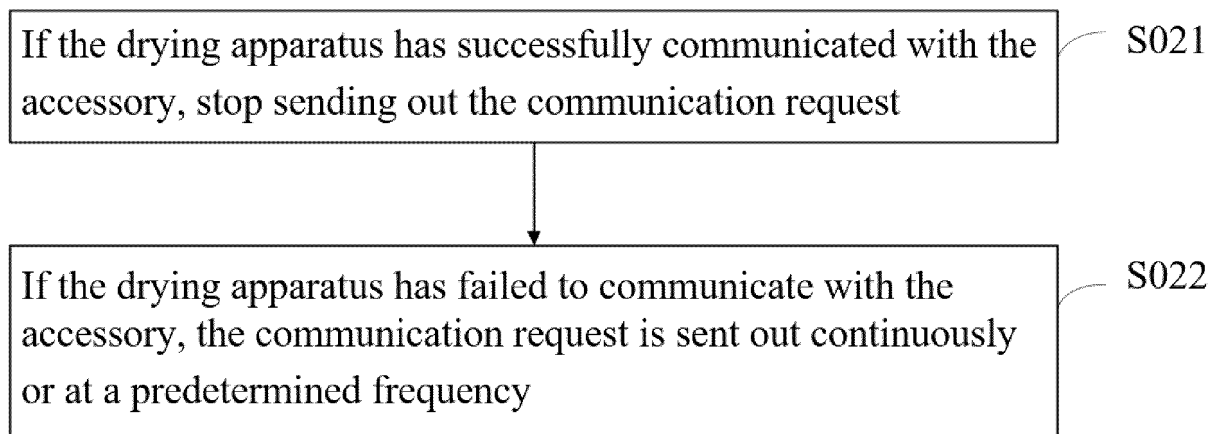 If the drying apparatus has successfully communicated with the
accessory, stop sending out the communication request
S021
If the drying apparatus has failed to communicate with the
accessory, the communication request is sent out continuously
or at a predetermined frequency
S022